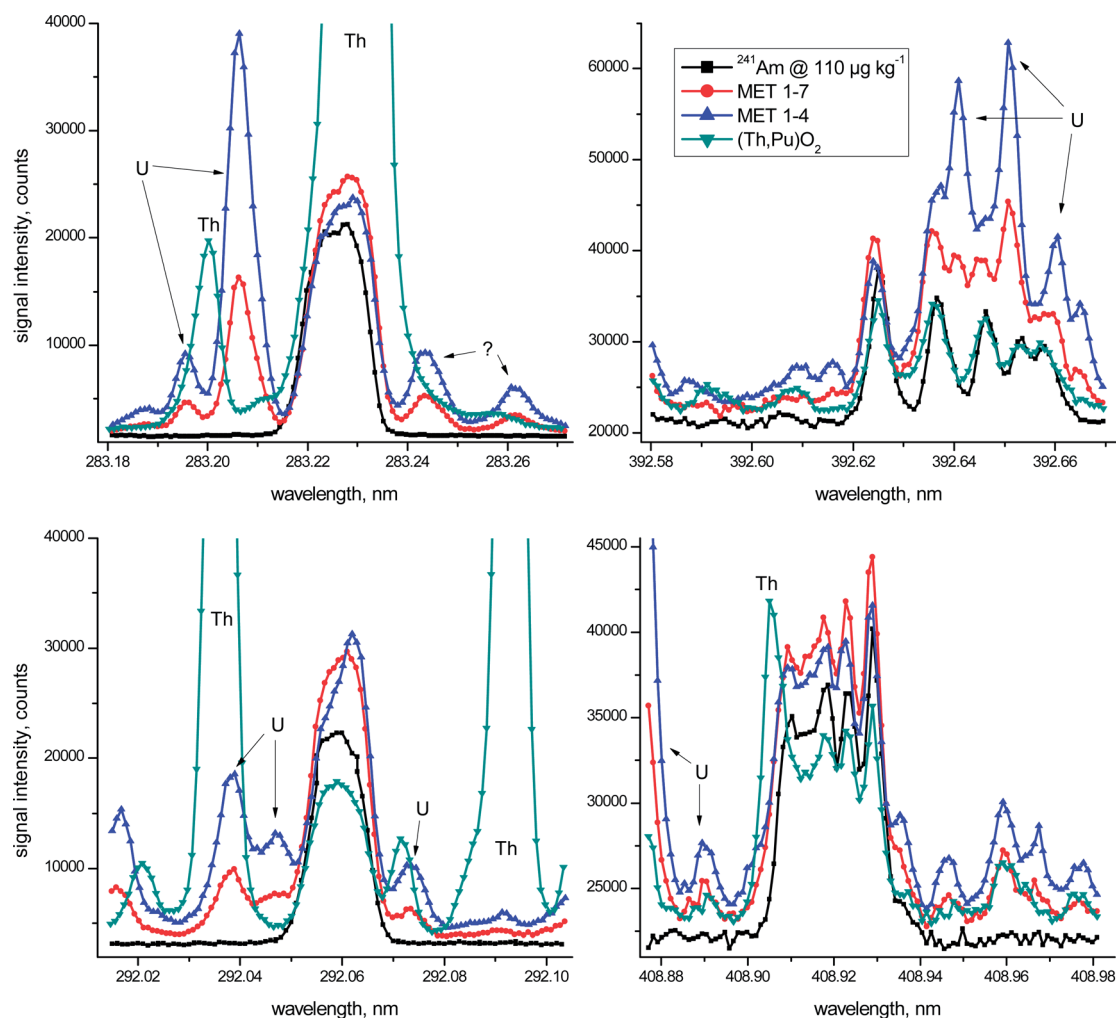 40000
30000
20000
10000
signal intensity, counts
U
Th
Th
?
283.18 283.20 283.22 283.24 283.26
wavelength, nm
60000
50000
40000
30000
20000
²⁴¹Am @ 110 µg kg⁻¹
MET 1-7
MET 1-4
(Th,Pu)O₂
U
392.58 392.60 392.62 392.64 392.66
wavelength, nm
40000
30000
20000
10000
signal intensity, counts
Th
U
U
Th
292.02 292.04 292.06 292.08 292.10
wavelength, nm
45000
40000
35000
30000
25000
Th
U
408.88 408.90 408.92 408.94 408.96 408.98
wavelength, nm